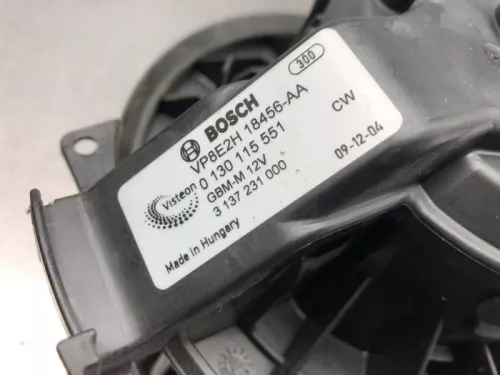 300
BOSCH
VP8E2H 18456-AA
0 130 115 551
CW
GBM-M 12V
09-12-04
3 137 231 000
Visteon
Made in Hungary